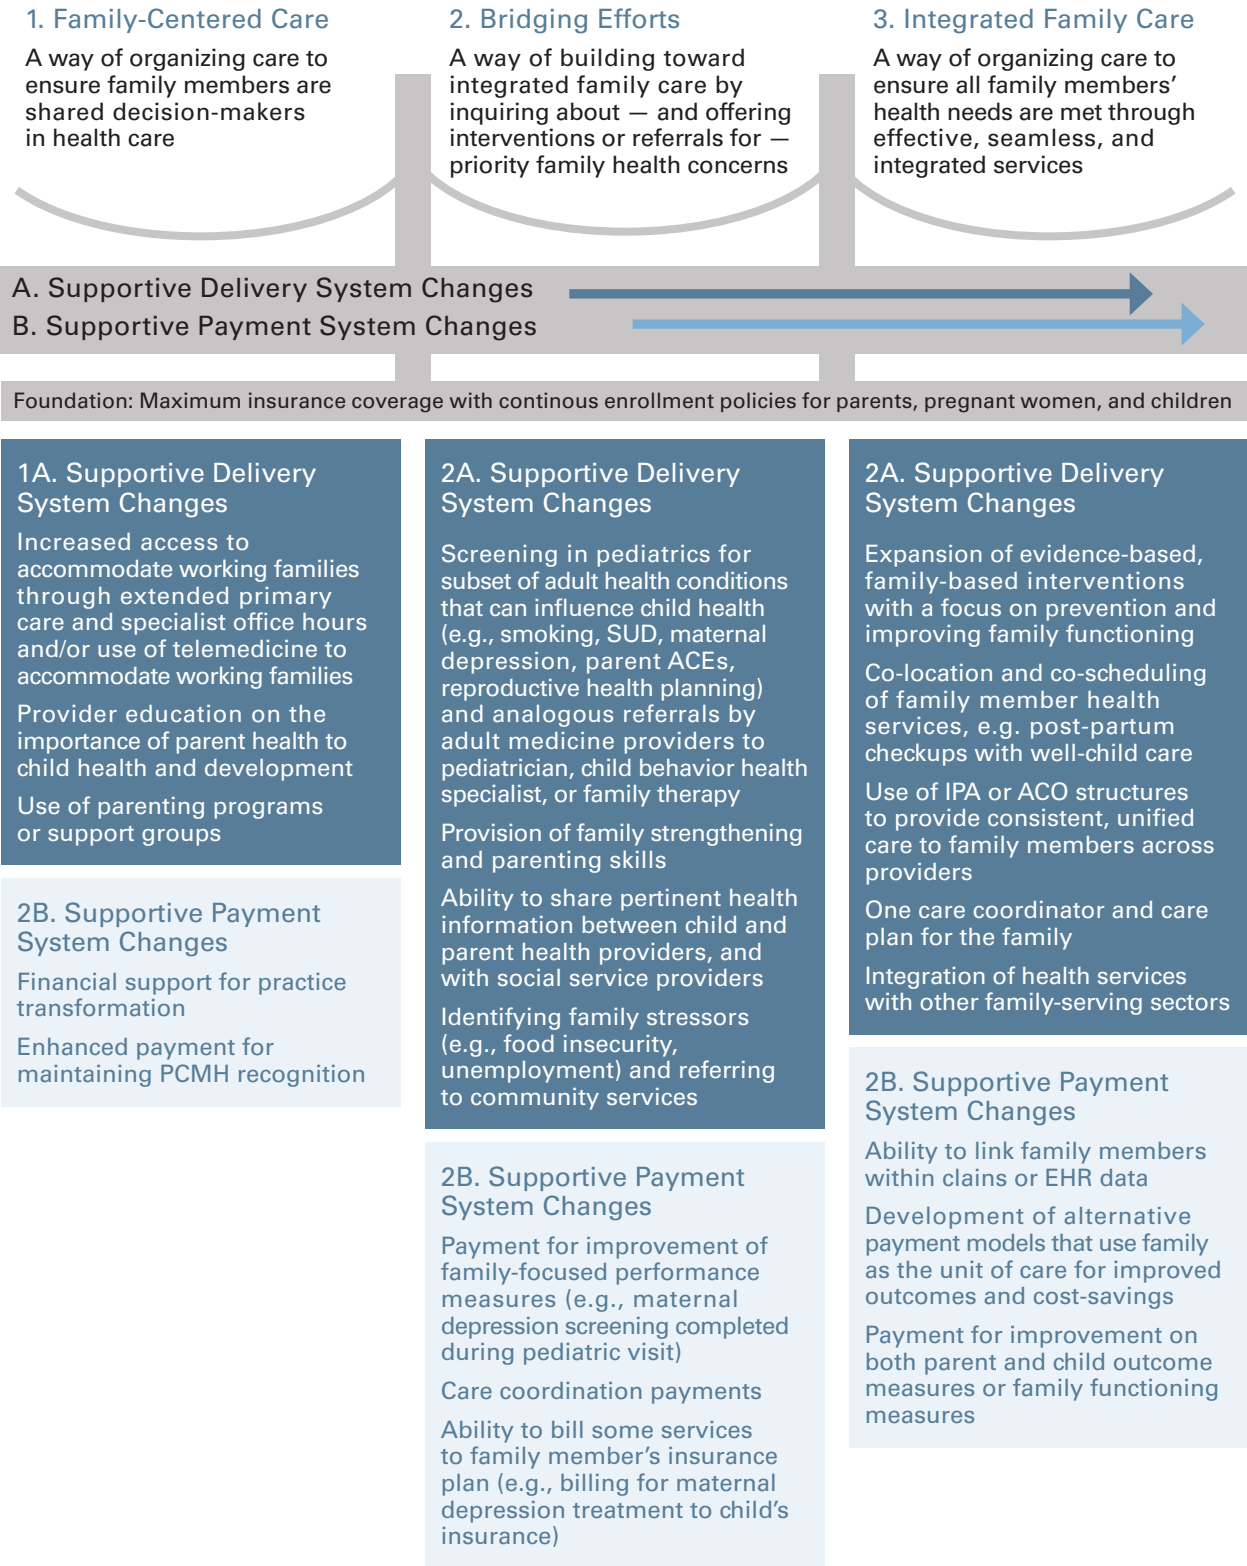 1. Family-Centered Care
A way of organizing care to
ensure family members are
shared decision-makers
in health care
2. Bridging Efforts
A way of building toward
integrated family care by
inquiring about — and offering
interventions or referrals for —
priority family health concerns
3. Integrated Family Care
A way of organizing care to
ensure all family members’
health needs are met through
effective, seamless, and
integrated services
A. Supportive Delivery System Changes
B. Supportive Payment System Changes
Foundation: Maximum insurance coverage with continous enrollment policies for parents, pregnant women, and children
1A. Supportive Delivery
System Changes
Increased access to
accommodate working families
through extended primary
care and specialist office hours
and/or use of telemedicine to
accommodate working families
Provider education on the
importance of parent health to
child health and development
Use of parenting programs
or support groups
2B. Supportive Payment
System Changes
Financial support for practice
transformation
Enhanced payment for
maintaining PCMH recognition
2A. Supportive Delivery
System Changes
Screening in pediatrics for
subset of adult health conditions
that can influence child health
(e.g., smoking, SUD, maternal
depression, parent ACEs,
reproductive health planning)
and analogous referrals by
adult medicine providers to
pediatrician, child behavior health
specialist, or family therapy
Provision of family strengthening
and parenting skills
Ability to share pertinent health
information between child and
parent health providers, and
with social service providers
Identifying family stressors
(e.g., food insecurity,
unemployment) and referring
to community services
2B. Supportive Payment
System Changes
Payment for improvement of
family-focused performance
measures (e.g., maternal
depression screening completed
during pediatric visit)
Care coordination payments
Ability to bill some services
to family member’s insurance
plan (e.g., billing for maternal
depression treatment to child’s
insurance)
2A. Supportive Delivery
System Changes
Expansion of evidence-based,
family-based interventions
with a focus on prevention and
improving family functioning
Co-location and co-scheduling
of family member health
services, e.g. post-partum
checkups with well-child care
Use of IPA or ACO structures
to provide consistent, unified
care to family members across
providers
One care coordinator and care
plan for the family
Integration of health services
with other family-serving sectors
2B. Supportive Payment
System Changes
Ability to link family members
within clains or EHR data
Development of alternative
payment models that use family
as the unit of care for improved
outcomes and cost-savings
Payment for improvement on
both parent and child outcome
measures or family functioning
measures